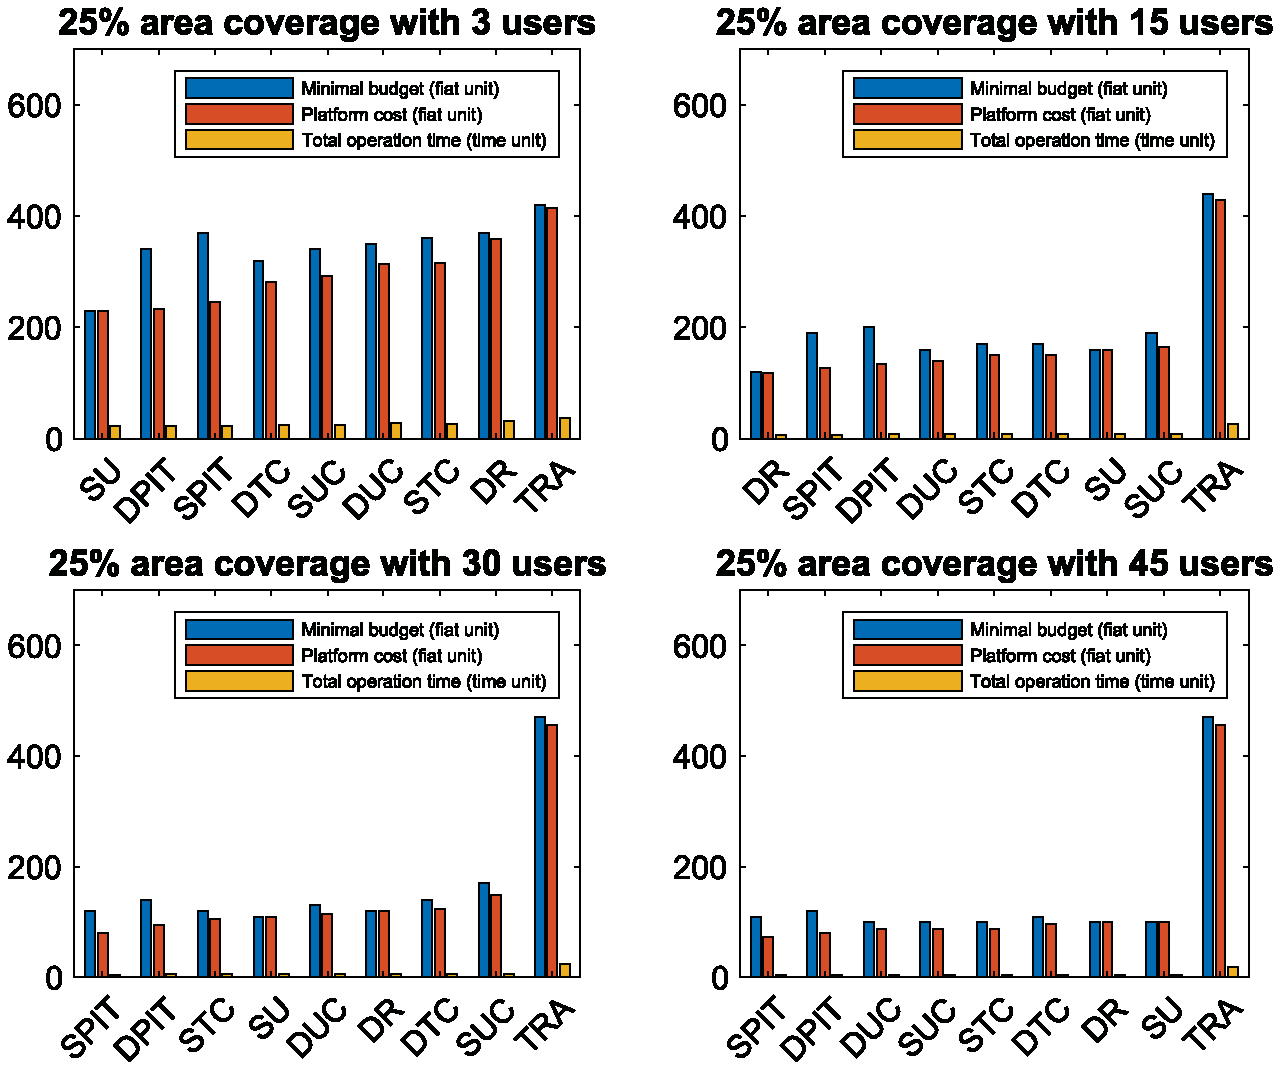 25% area coverage with 3 users
600
400
200
0
Minimal budget (fiat unit)
Platform cost (fiat unit)
Total operation time (time unit)
SU DPIT SPIT DTC SUC DUC STC DR TRA
25% area coverage with 15 users
600
400
200
0
Minimal budget (fiat unit)
Platform cost (fiat unit)
Total operation time (time unit)
DR SPIT DPIT DUC STC DTC SU SUC TRA
25% area coverage with 30 users
600
400
200
0
Minimal budget (fiat unit)
Platform cost (fiat unit)
Total operation time (time unit)
SPIT DPIT STC SU DUC DR DTC SUC TRA
25% area coverage with 45 users
600
400
200
0
Minimal budget (fiat unit)
Platform cost (fiat unit)
Total operation time (time unit)
SPIT DPIT DUC SUC STC DTC DR SU TRA